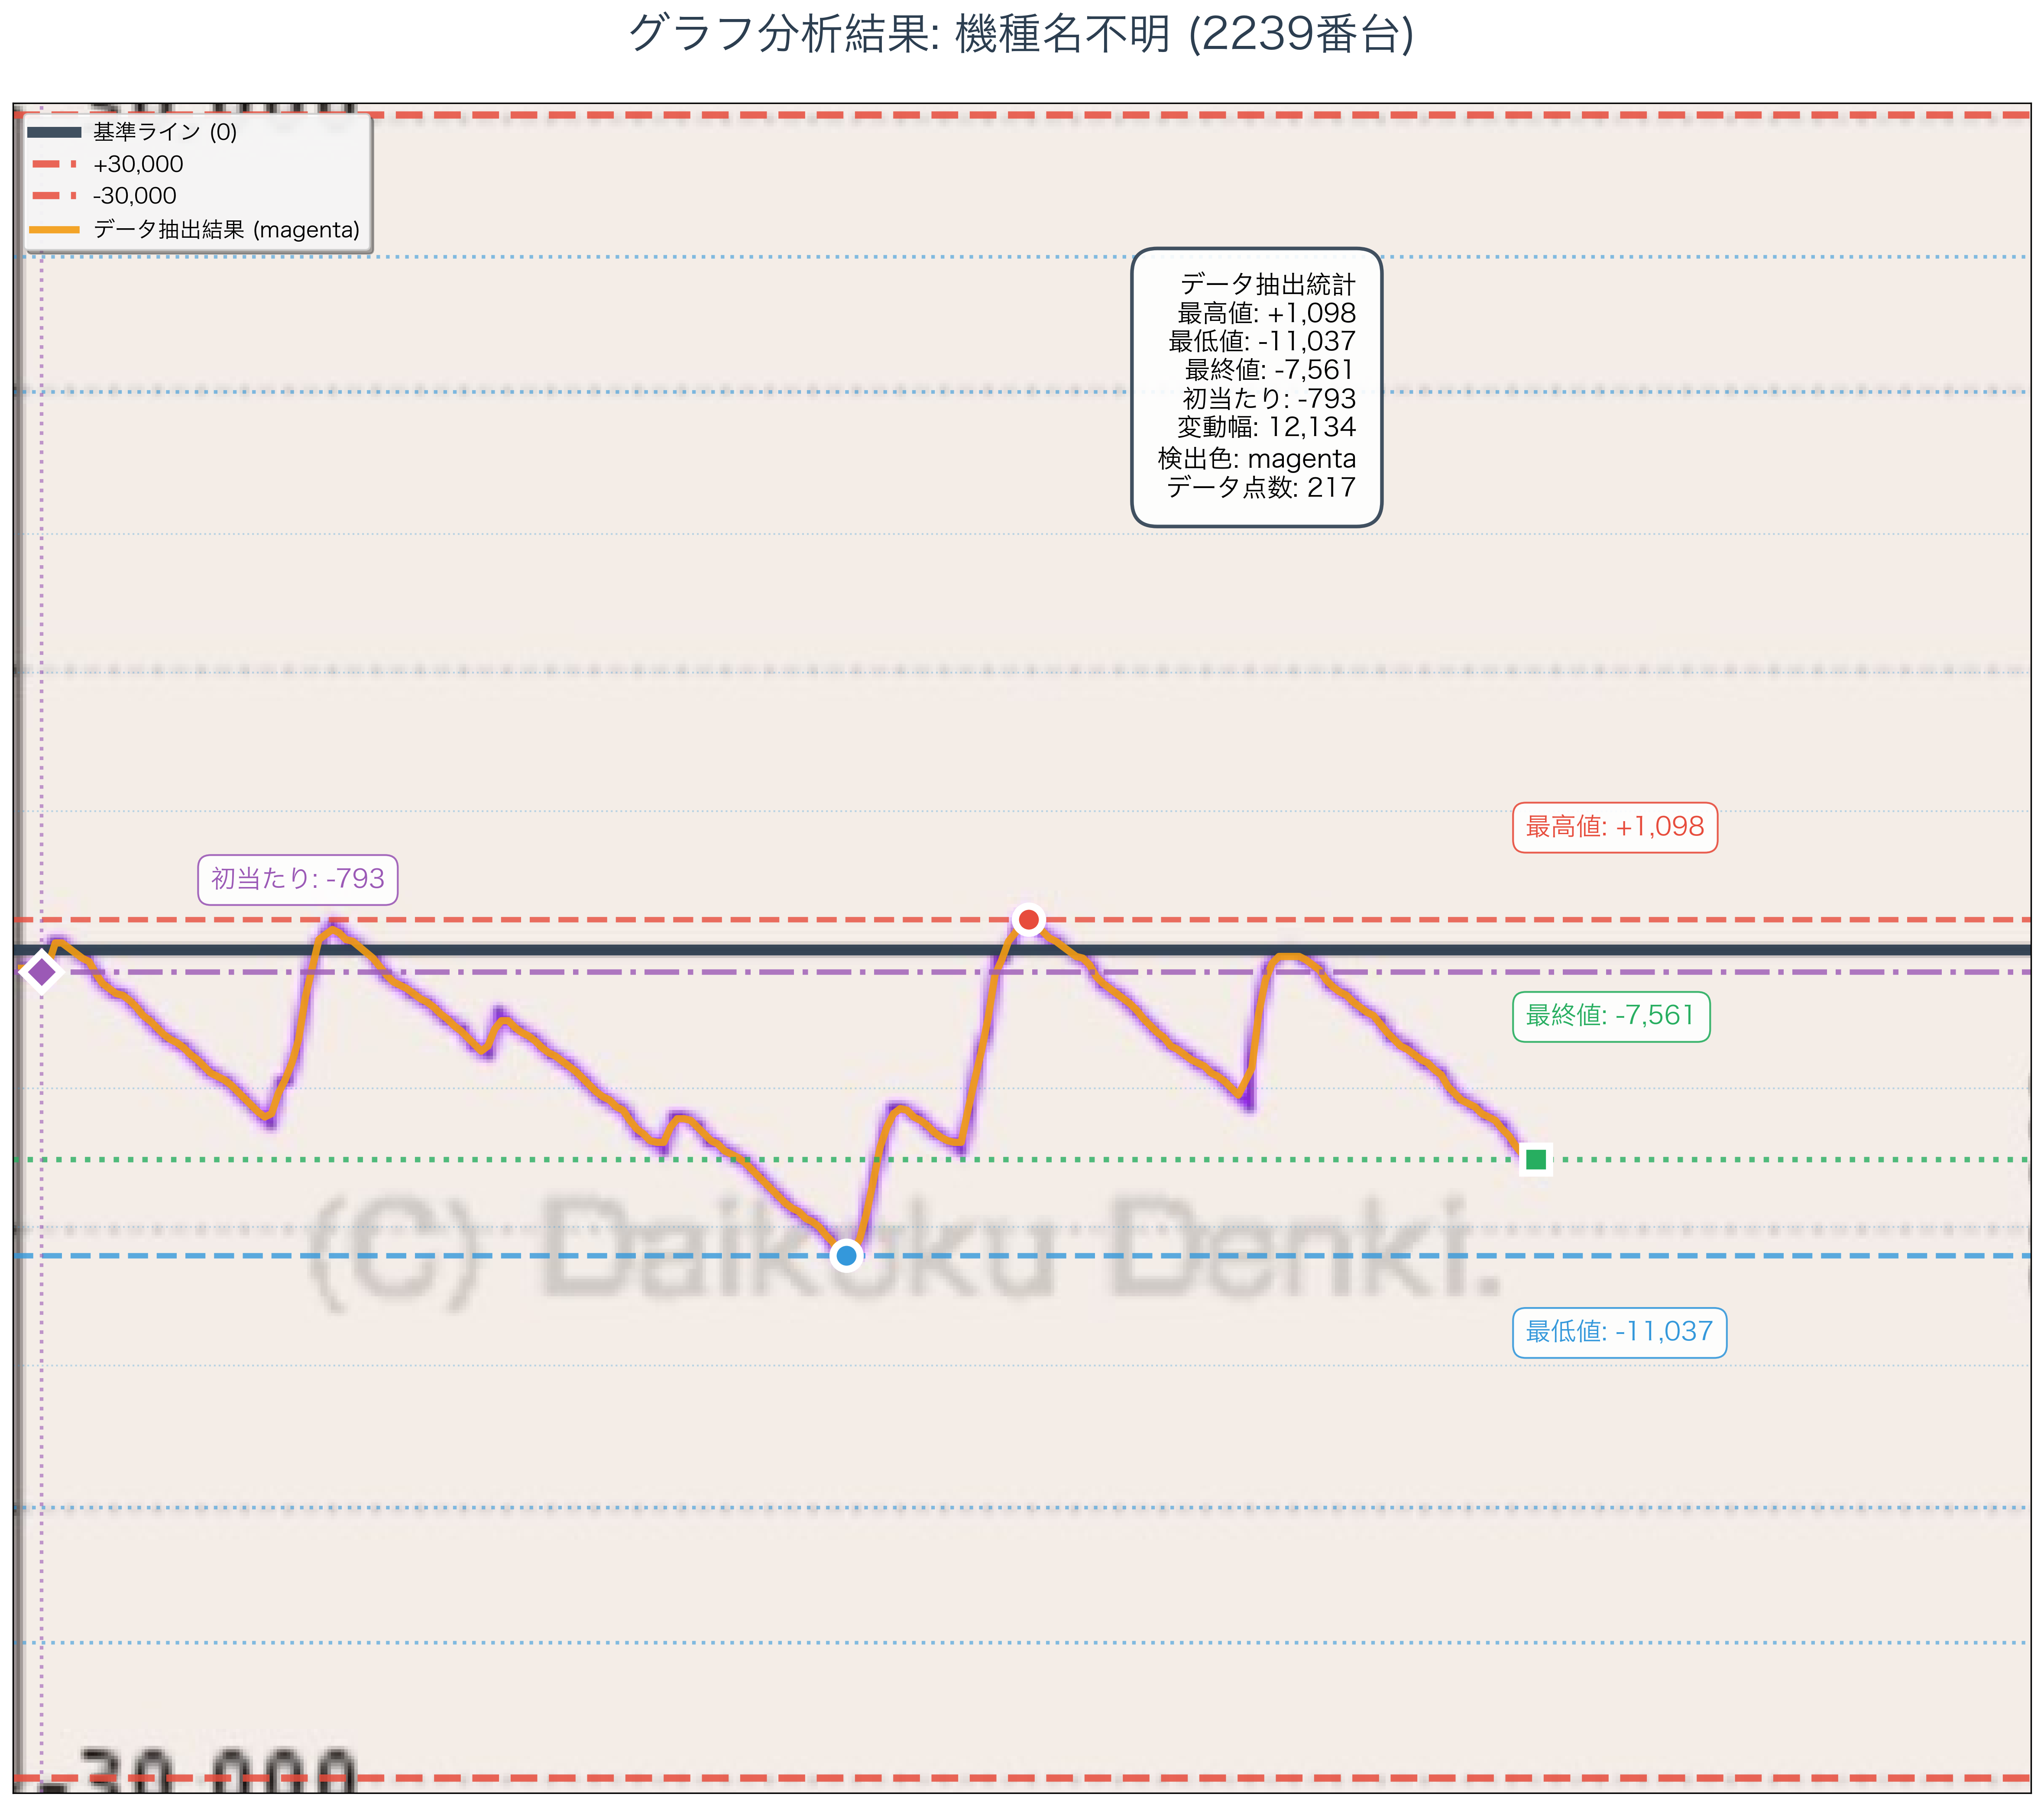 グラフ分析結果: 機種名不明 (2239番台)
基準ライン (0)
+30,000
-30,000
データ抽出結果 (magenta)
データ抽出統計
最高値: +1,098
最低値: -11,037
最終値: -7,561
初当たり: -793
変動幅: 12,134
検出色: magenta
データ点数: 217
最高値: +1,098
初当たり: -793
最終値: -7,561
(C) Daikoku Denki.
最低値: -11,037
-30,000